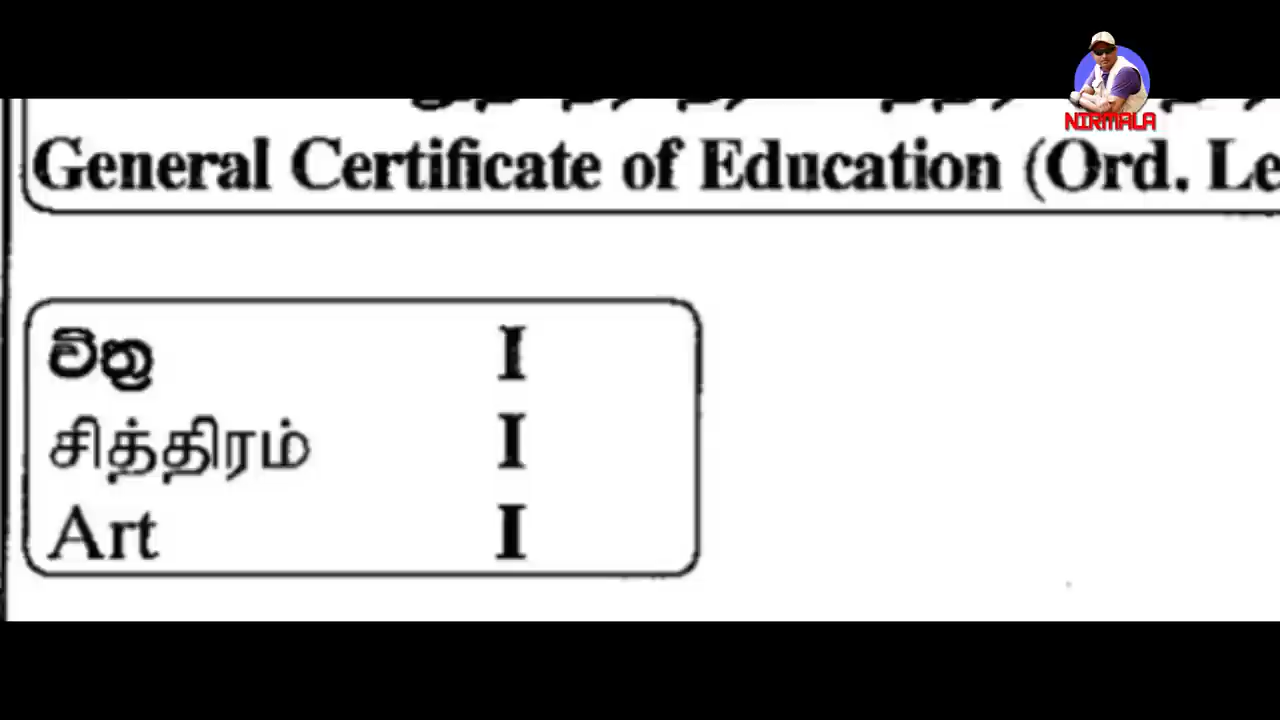 NIRMALA
General Certificate of Education (Ord. Le
චිත්‍ර I
சித்திரம் I
Art I